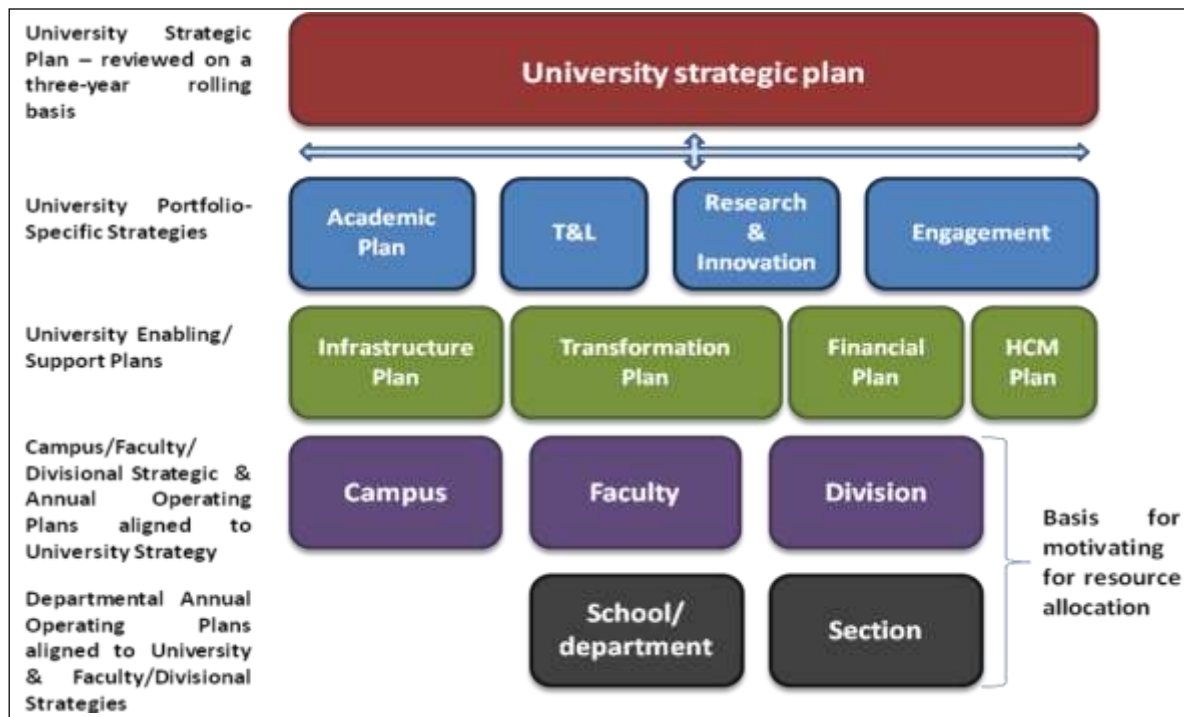 University Strategic
Plan – reviewed on a
three-year rolling
basis
University strategic plan
University Portfolio-
Specific Strategies
Academic
Plan
T&L
Research
&
Innovation
Engagement
University Enabling/
Support Plans
Infrastructure
Plan
Transformation
Plan
Financial
Plan
HCM
Plan
Campus/Faculty/
Divisional Strategic &
Annual Operating
Plans aligned to
University Strategy
Campus
Faculty
Division
Basis for
motivating
for resource
allocation
Departmental Annual
Operating Plans
aligned to University
& Faculty/Divisional
Strategies
School/
department
Section